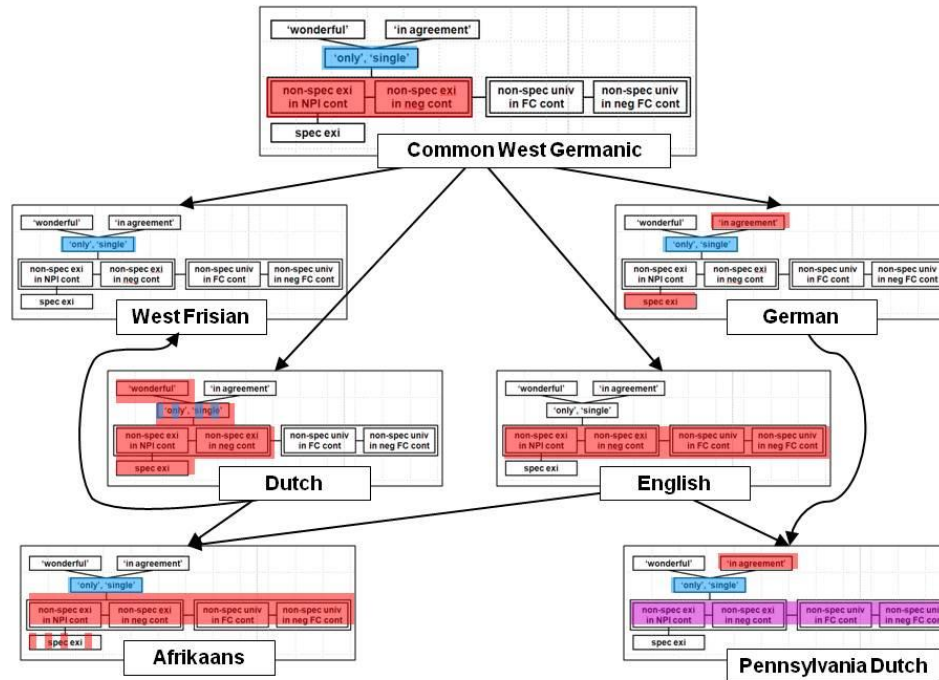 'wonderful' 'in agreement'
'only', 'single'
non-spec exi non-spec exi non-spec univ non-spec univ
in NPI cont in neg cont in FC cont in neg FC cont
spec exi
Common West Germanic
'wonderful' 'in agreement'
'only', 'single'
non-spec exi non-spec exi non-spec univ non-spec univ
in NPI cont in neg cont in FC cont in neg FC cont
spec exi
West Frisian
'wonderful' 'in agreement'
'only', 'single'
non-spec exi non-spec exi non-spec univ non-spec univ
in NPI cont in neg cont in FC cont in neg FC cont
spec exi
German
'wonderful' 'in agreement'
'only', 'single'
non-spec exi non-spec exi non-spec univ non-spec univ
in NPI cont in neg cont in FC cont in neg FC cont
spec exi
Dutch
'wonderful' 'in agreement'
'only', 'single'
non-spec exi non-spec exi non-spec univ non-spec univ
in NPI cont in neg cont in FC cont in neg FC cont
spec exi
English
'wonderful' 'in agreement'
'only', 'single'
non-spec exi non-spec exi non-spec univ non-spec univ
in NPI cont in neg cont in FC cont in neg FC cont
spec exi
Afrikaans
'wonderful' 'in agreement'
'only', 'single'
non-spec exi non-spec exi non-spec univ non-spec univ
in NPI cont in neg cont in FC cont in neg FC cont
spec exi
Pennsylvania Dutch